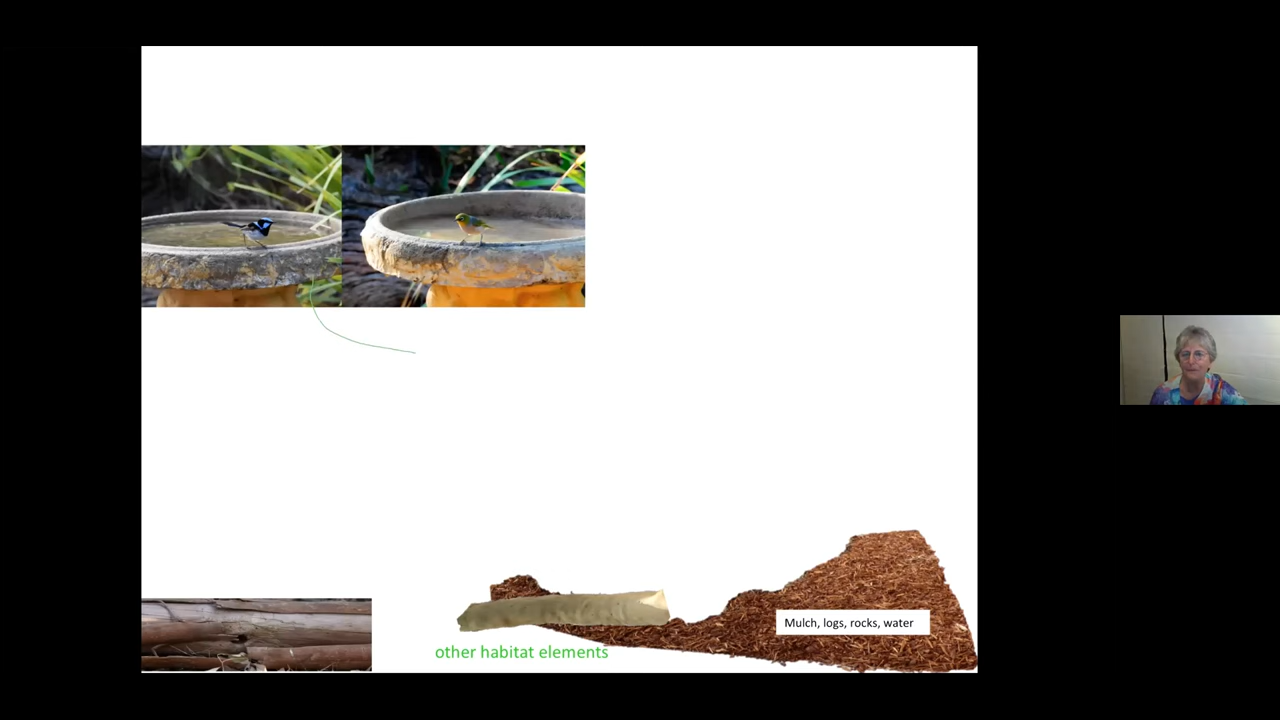 Mulch, logs, rocks, water
other habitat elements